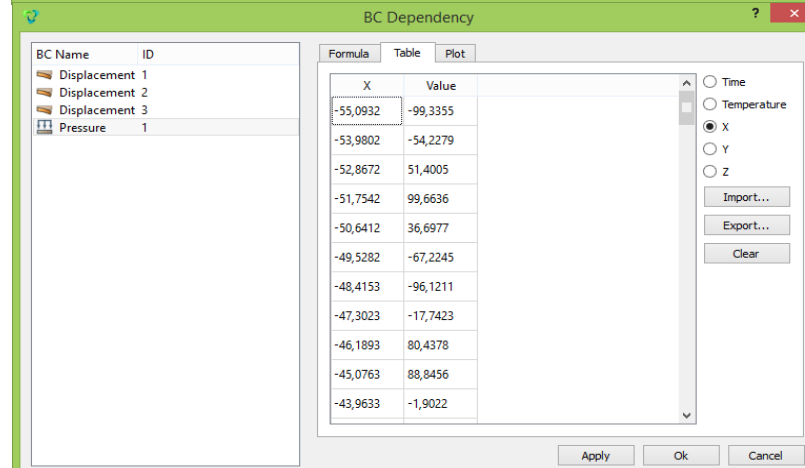 BC Dependency
?
×
BC Name ID
Displacement 1
Displacement 2
Displacement 3
Pressure 1
Formula Table Plot
X Value
-55,0932 -99,3355
-53,9802 -54,2279
-52,8672 51,4005
-51,7542 99,6636
-50,6412 36,6977
-49,5282 -67,2245
-48,4153 -96,1211
-47,3023 -17,7423
-46,1893 80,4378
-45,0763 88,8456
-43,9633 -1,9022
Time
Temperature
X
Y
Z
Import...
Export...
Clear
Apply Ok Cancel